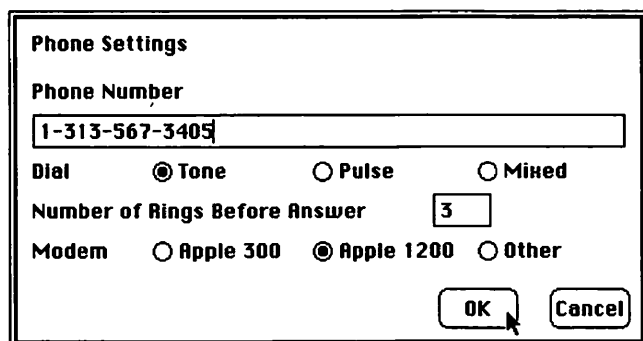 Phone Settings
Phone Number
1-313-567-3405
Dial Tone Pulse Mixed
Number of Rings Before Answer 3
Modem Apple 300 Apple 1200 Other
OK Cancel